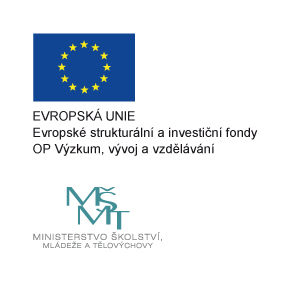 EVROPSKÁ UNIE
Evropské strukturální a investiční fondy
OP Výzkum, vývoj a vzdělávání
MŠMT
MINISTERSTVO ŠKOLSTVÍ,
MLÁDEŽE A TĚLOVÝCHOVY